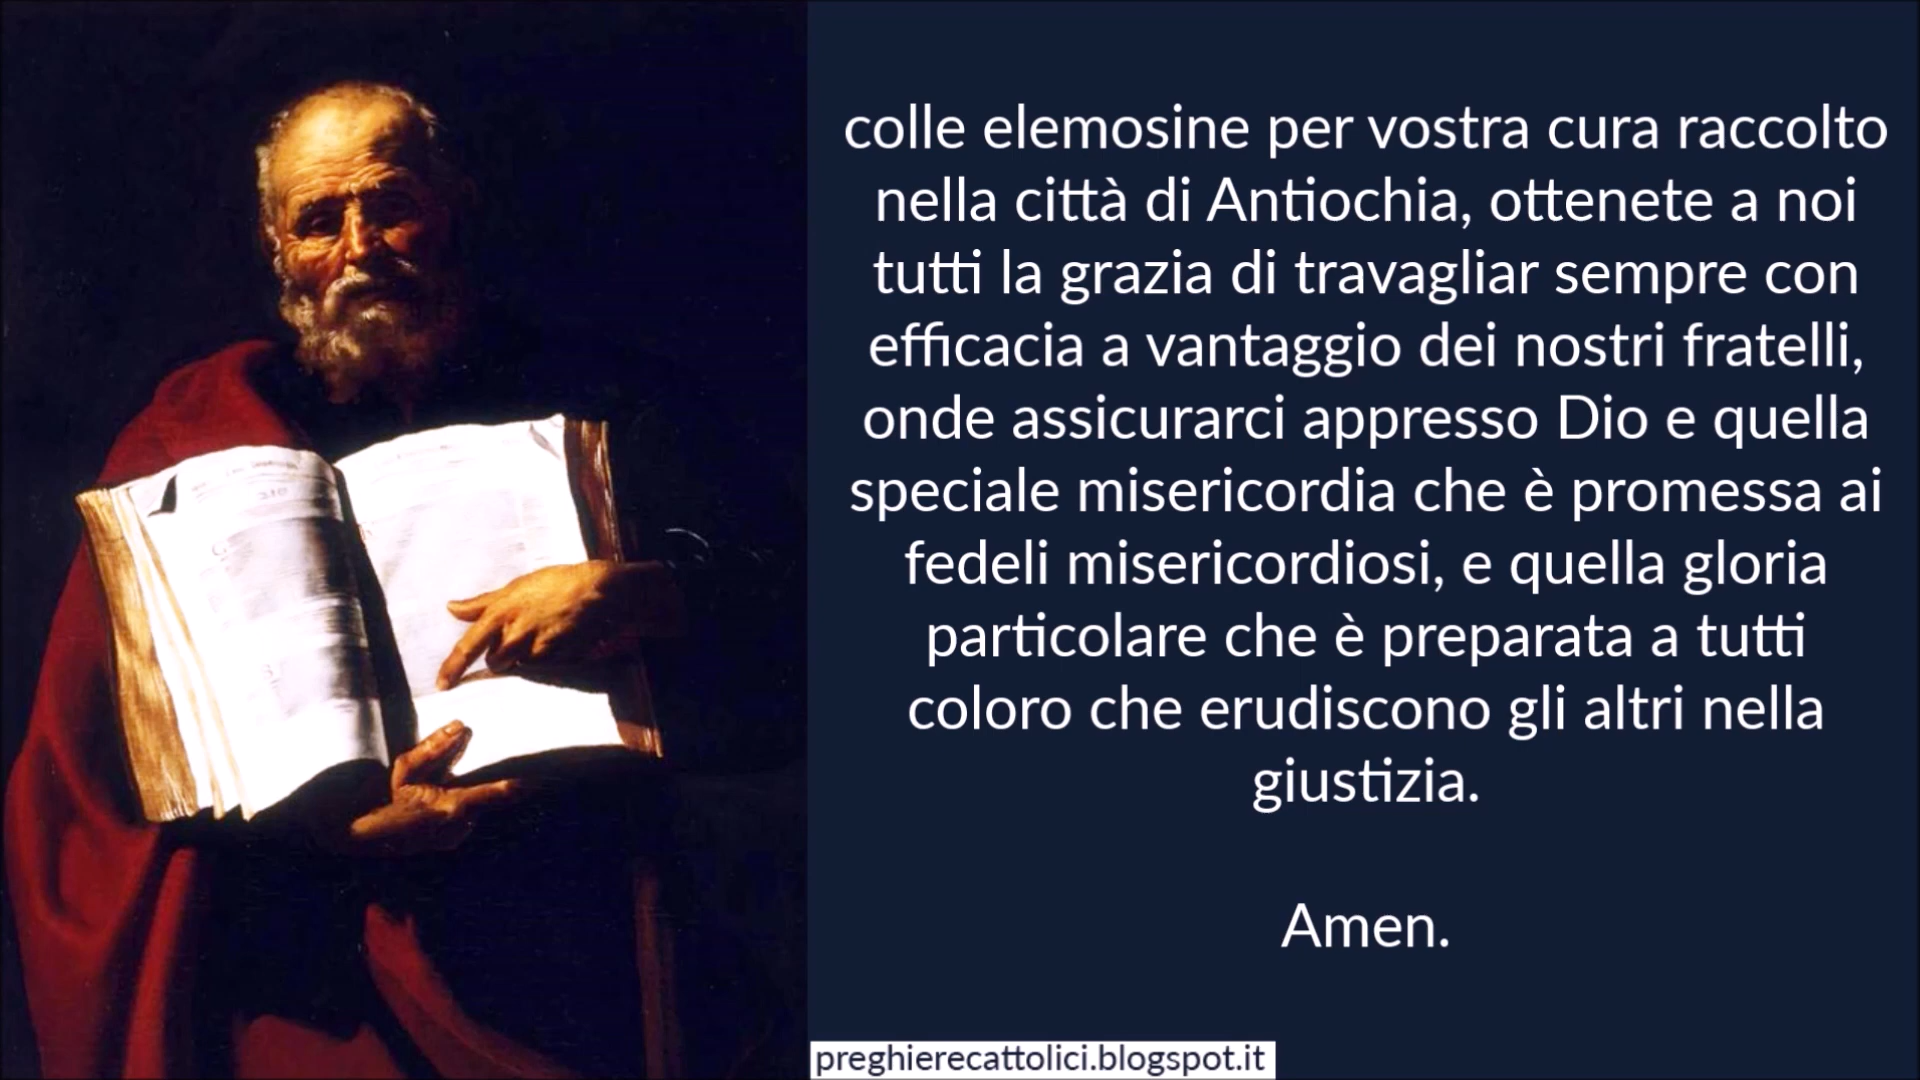 colle elemosine per vostra cura raccolto
nella città di Antiochia, ottenete a noi
tutti la grazia di travagliar sempre con
efficacia a vantaggio dei nostri fratelli,
onde assicurarci appresso Dio e quella
speciale misericordia che è promessa ai
fedeli misericordiosi, e quella gloria
particolare che è preparata a tutti
coloro che erudiscono gli altri nella
giustizia.
Amen.
preghierecattolici.blogspot.it